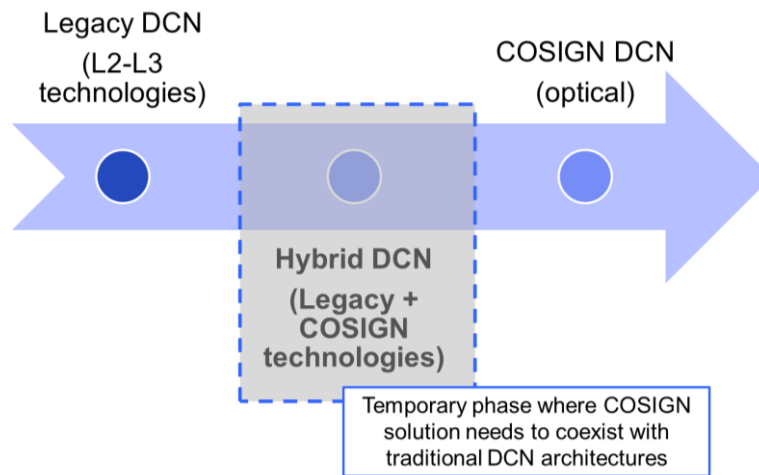 Legacy DCN
(L2-L3
technologies)
COSIGN DCN
(optical)
Hybrid DCN
(Legacy +
COSIGN
technologies)
Temporary phase where COSIGN
solution needs to coexist with
traditional DCN architectures